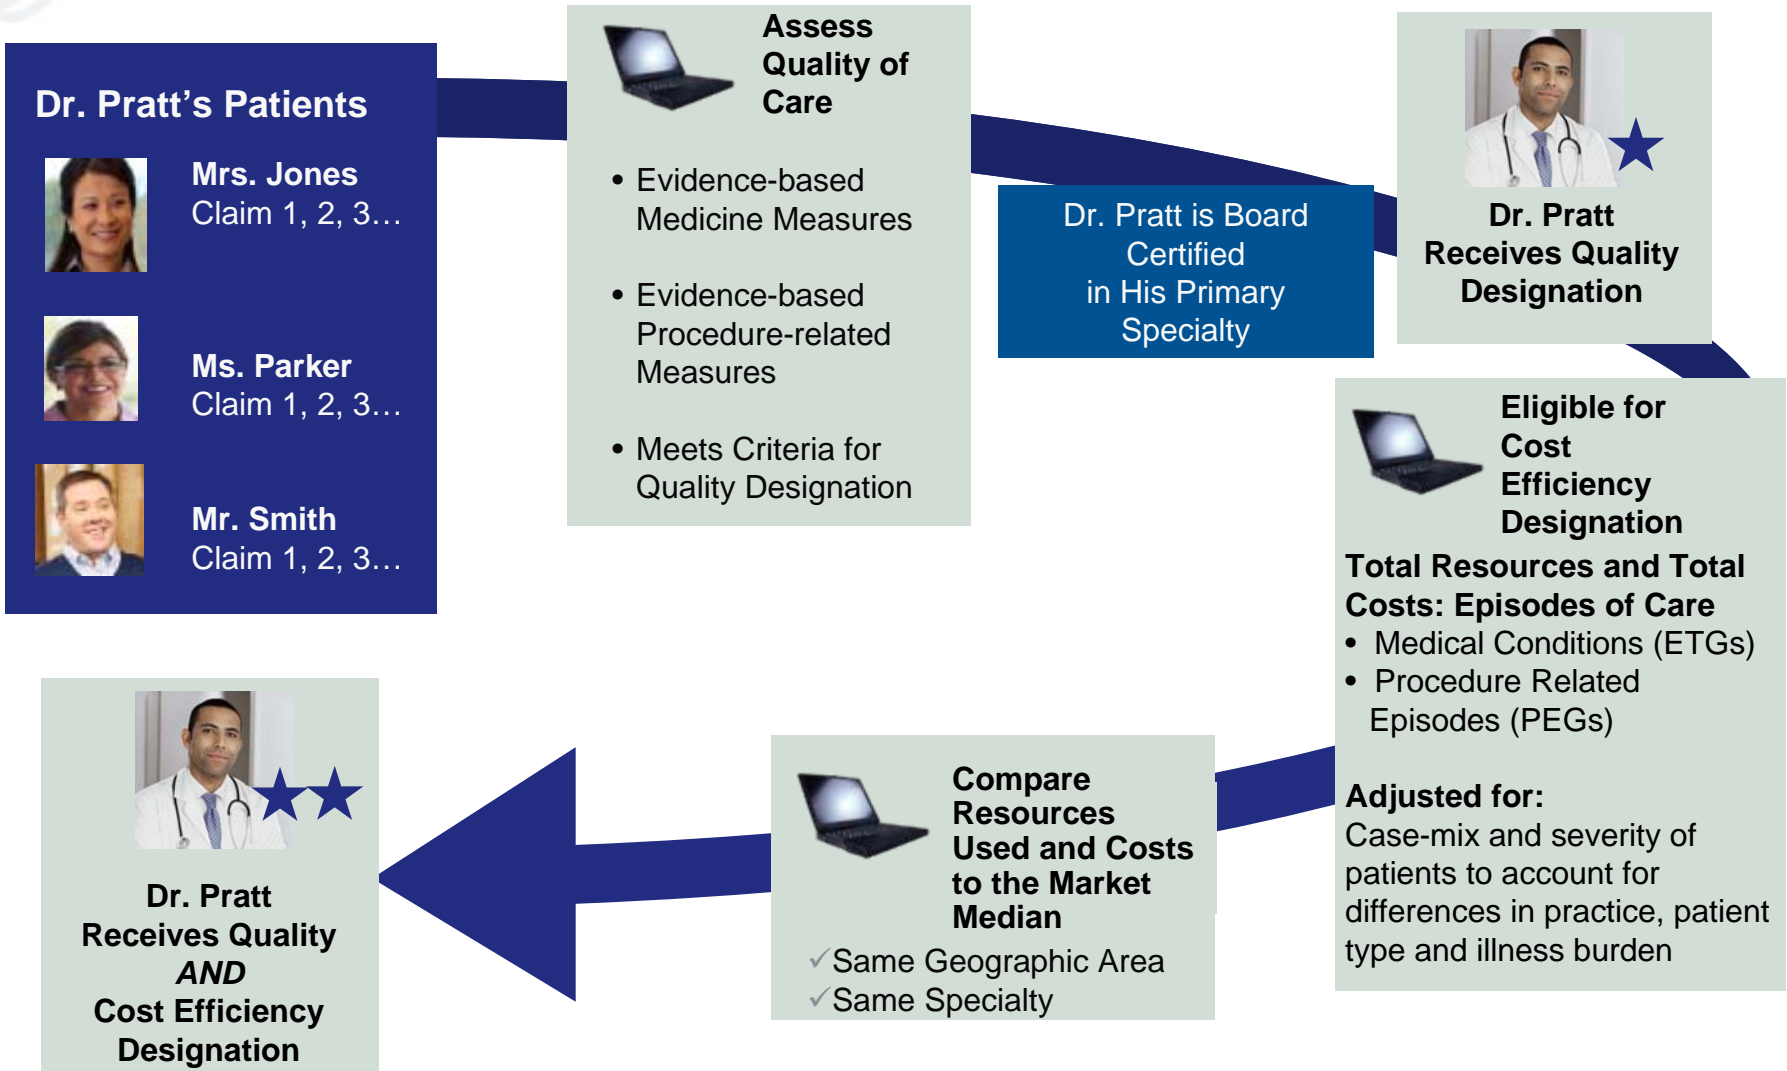 Dr. Pratt’s Patients
Mrs. Jones
Claim 1, 2, 3…
Ms. Parker
Claim 1, 2, 3…
Mr. Smith
Claim 1, 2, 3…
Assess
Quality of
Care
• Evidence-based
Medicine Measures
• Evidence-based
Procedure-related
Measures
• Meets Criteria for
Quality Designation
Dr. Pratt is Board
Certified
in His Primary
Specialty
Dr. Pratt
Receives Quality
Designation
Eligible for
Cost
Efficiency
Designation
Total Resources and Total
Costs: Episodes of Care
• Medical Conditions (ETGs)
• Procedure Related
Episodes (PEGs)
Adjusted for:
Case-mix and severity of
patients to account for
differences in practice, patient
type and illness burden
Compare
Resources
Used and Costs
to the Market
Median
✓Same Geographic Area
✓Same Specialty
Dr. Pratt
Receives Quality
AND
Cost Efficiency
Designation